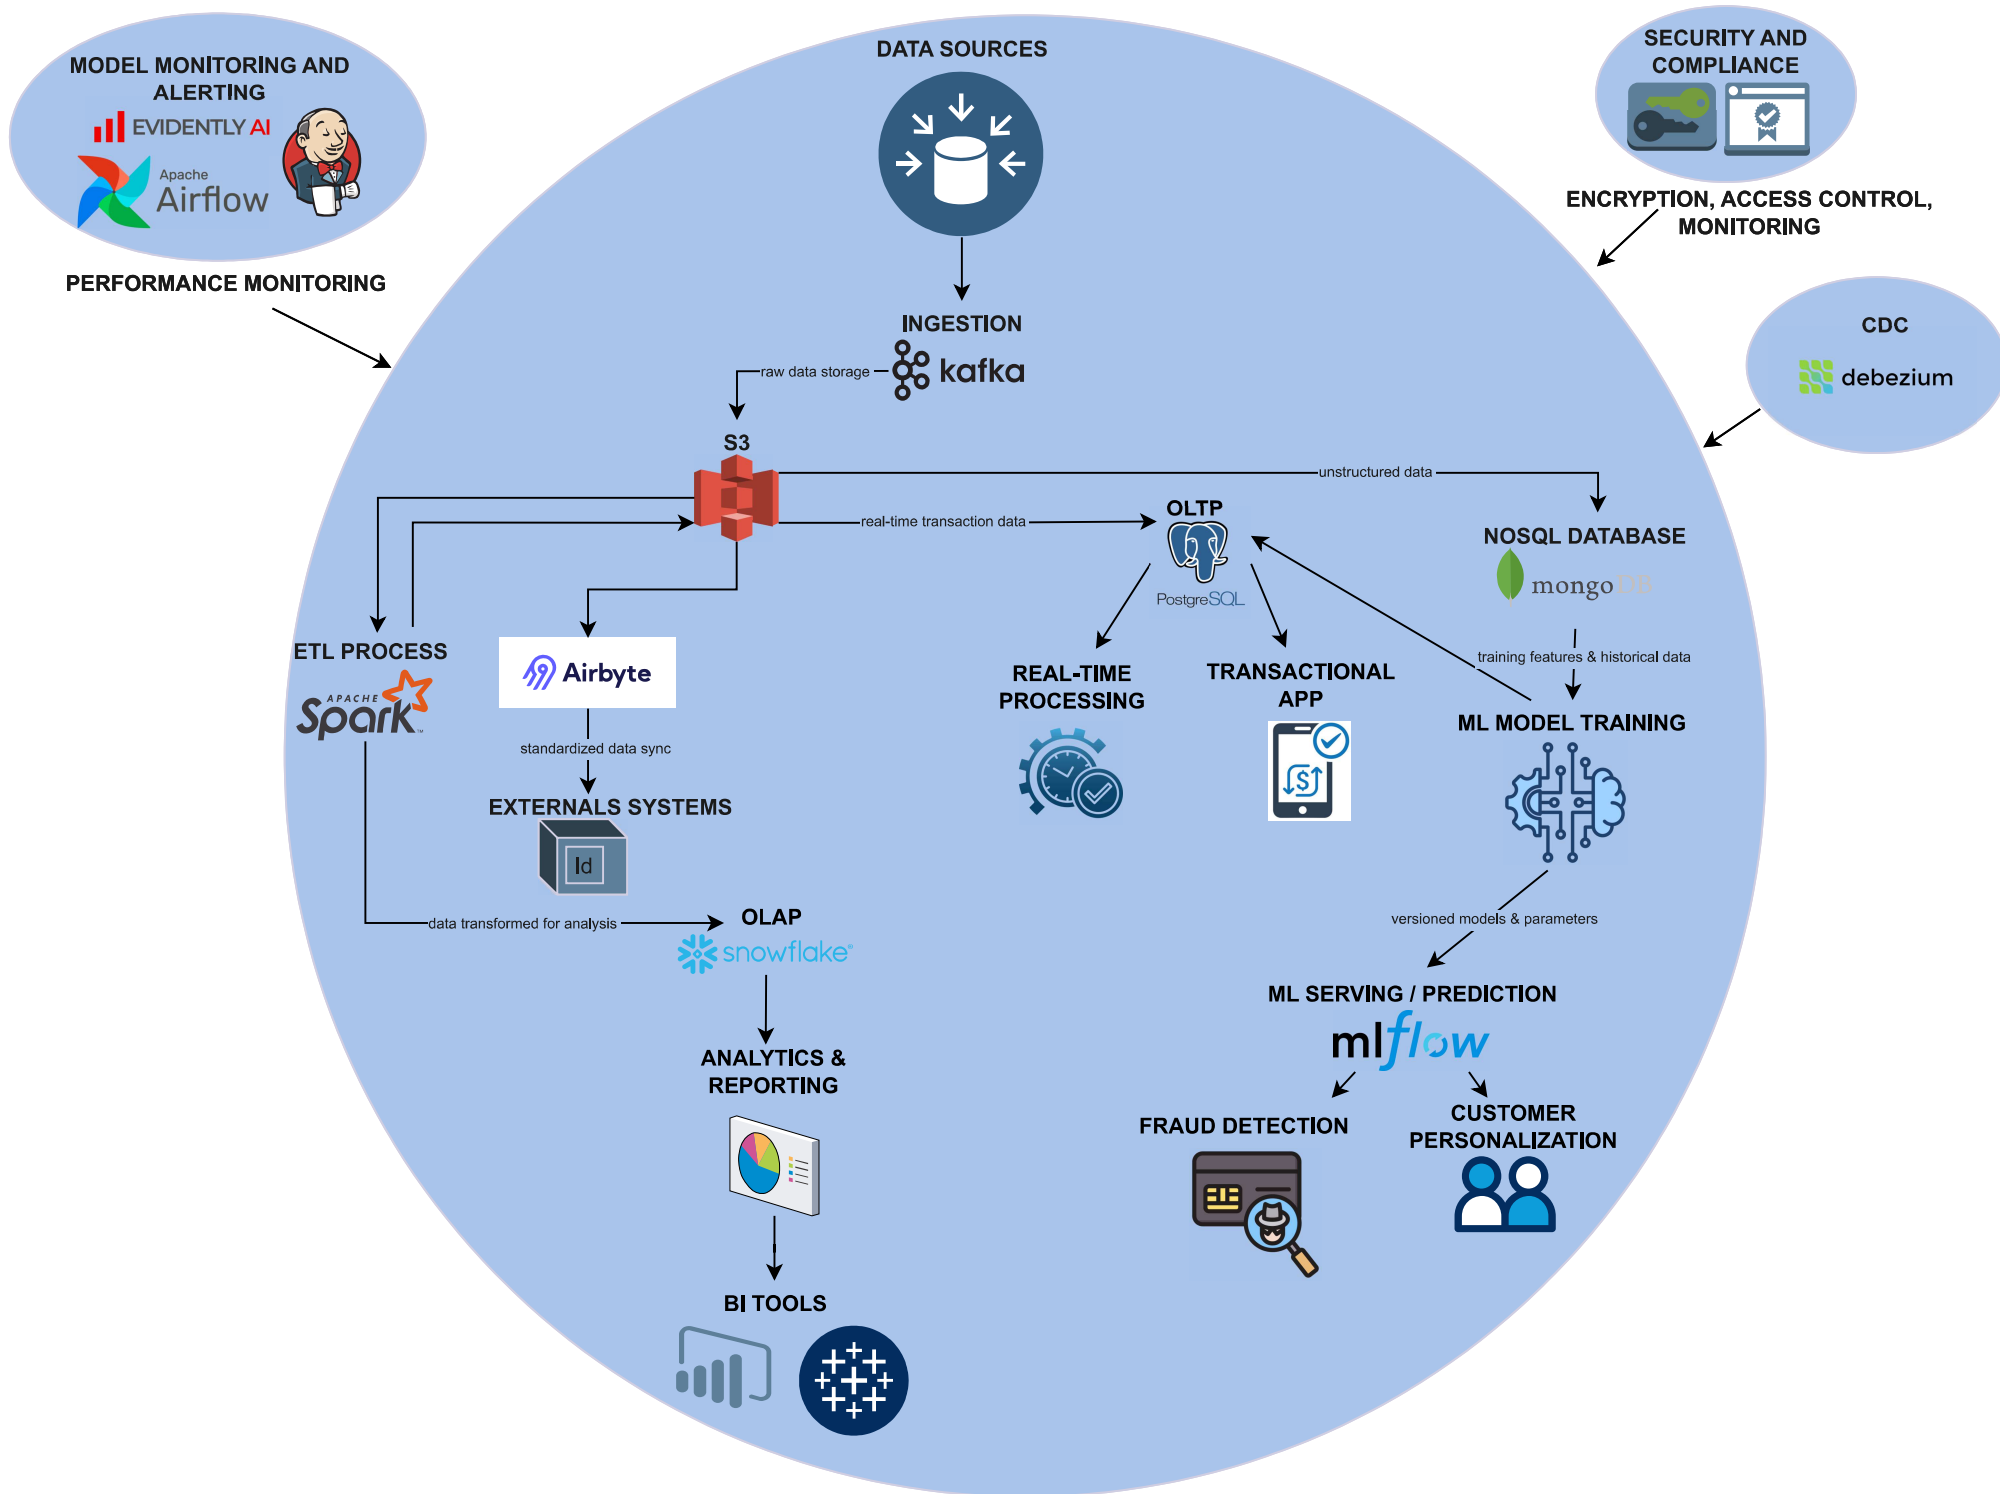 MODEL MONITORING AND
ALERTING
EVIDENTLY AI
Apache
Airflow
PERFORMANCE MONITORING
DATA SOURCES
SECURITY AND
COMPLIANCE
ENCRYPTION, ACCESS CONTROL,
MONITORING
CDC
debezium
INGESTION
kafka
raw data storage
S3
unstructured data
real-time transaction data
OLTP
PostgreSQL
NOSQL DATABASE
mongoDB
ETL PROCESS
APACHE
Spark
TM
Airbyte
standardized data sync
EXTERNALS SYSTEMS
Id
REAL-TIME
PROCESSING
TRANSACTIONAL
APP
$
training features & historical data
ML MODEL TRAINING
data transformed for analysis
OLAP
snowflake®
versioned models & parameters
ML SERVING / PREDICTION
mlflow
ANALYTICS &
REPORTING
FRAUD DETECTION
CUSTOMER
PERSONALIZATION
BI TOOLS